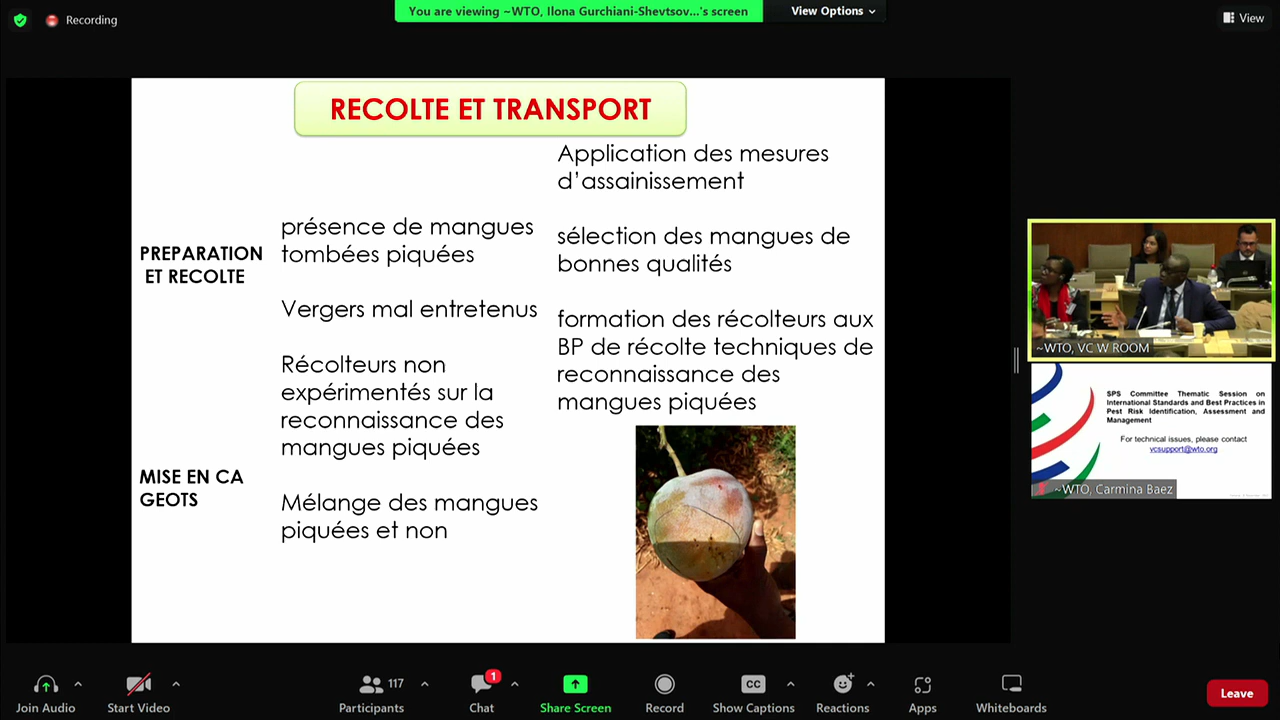 Recording
You are viewing ~WTO, Ilona Gurchiani-Shevtsov...'s screen
View Options
View
RECOLTE ET TRANSPORT
PREPARATION
ET RECOLTE
MISE EN CA
GEOTS
présence de mangues
tombées piquées
Vergers mal entretenus
Récolteurs non
expérimentés sur la
reconnaissance des
mangues piquées
Mélange des mangues
piquées et non
Application des mesures
d’assainissement
sélection des mangues de
bonnes qualités
formation des récolteurs aux
BP de récolte techniques de
reconnaissance des
mangues piquées
~WTO, VC W ROOM
SPS Committee Thematic Session on
International Standards and Best Practices in
Pest Risk Identification, Assessment and
Management
For technical issues, please contact
vcsupport@wto.org
~WTO, Carmina Baez
Join Audio
Start Video
117
Participants
1
Chat
Share Screen
Record
CC
Show Captions
Reactions
Apps
Whiteboards
Leave